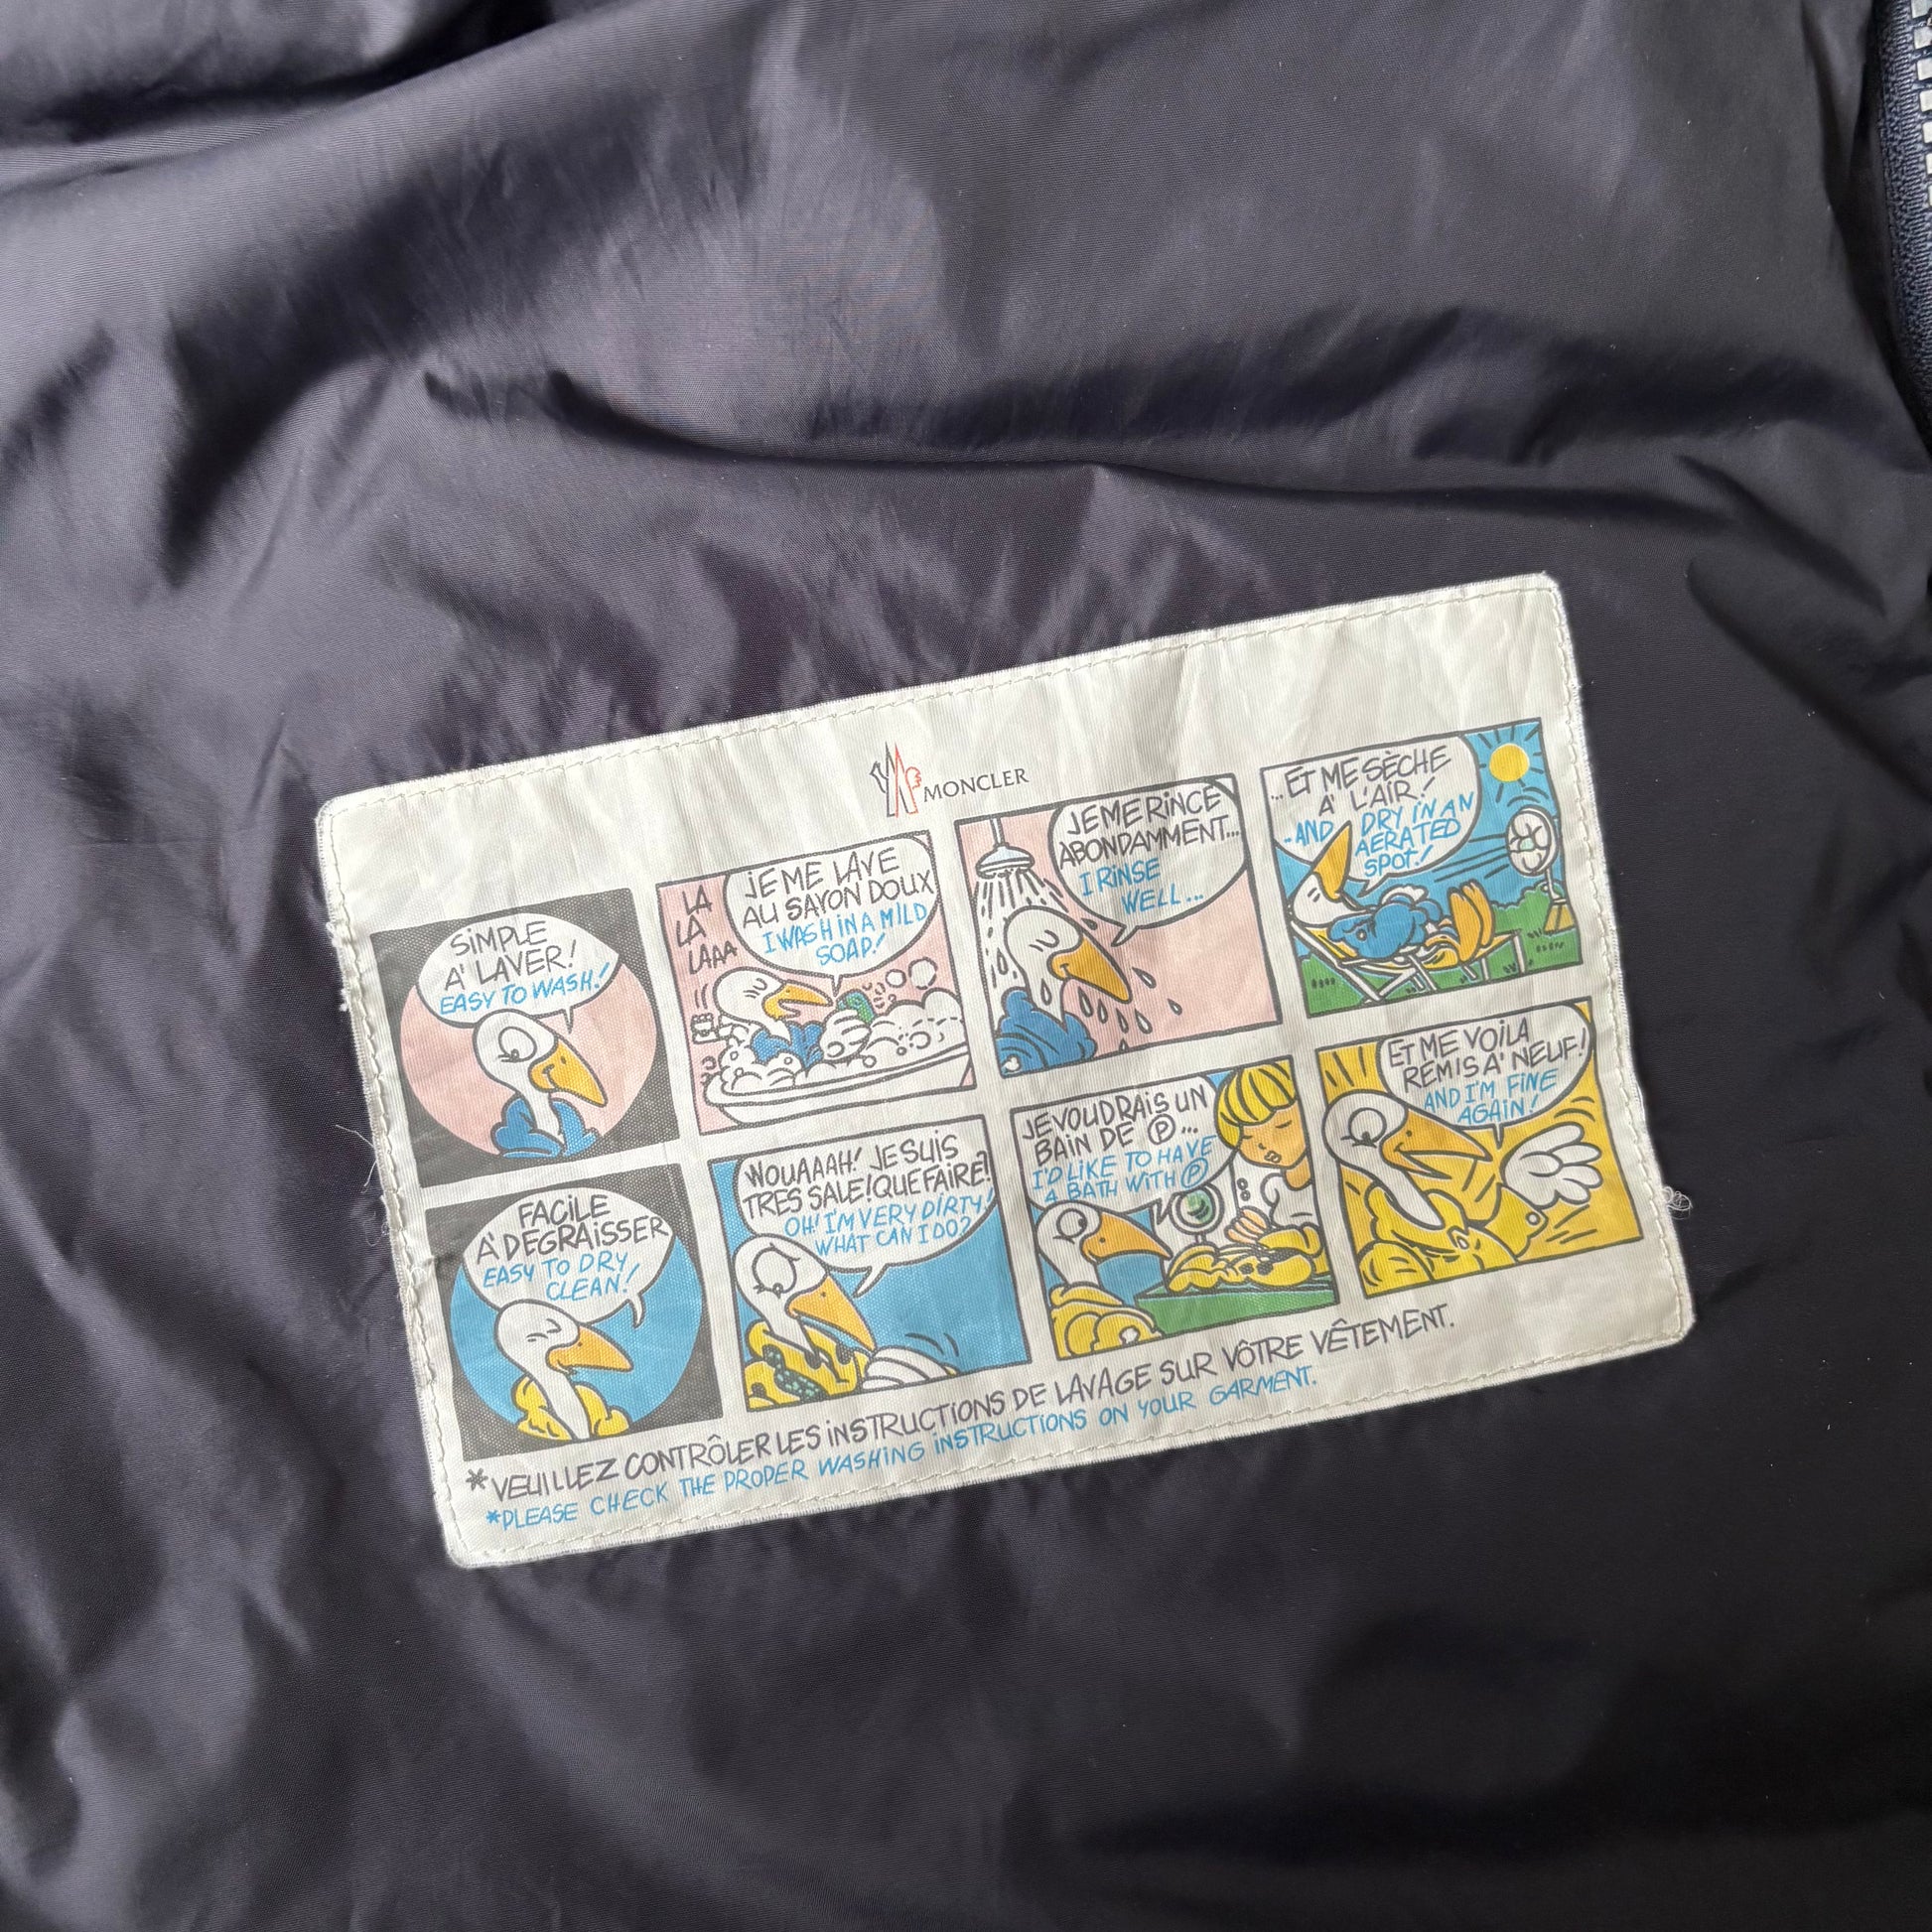 MONCLER
SIMPLE
A' LAVER!
EASY TO WASH!
LA
LA
LAAA
JE ME LAVE
AU SAVON DOUX
I WASH IN A MILD
SOAP!
JE ME RINCE
ABONDAMMENT...
I RINSE
WELL...
...ET ME SÈCHE
A' L'AIR!
-AND DRY IN AN
AERATED
SPOT!
FACILE
A' DEGRAISSER
EASY TO DRY
CLEAN!
WOUAAAH! JE SUIS
TRES SALE! QUE FAIRE?
OH! I'M VERY DIRTY!
WHAT CAN I DO?
JE VOUDRAIS UN
BAIN DE Ⓟ...
I'D LIKE TO HAVE
A BATH WITH Ⓟ
ET ME VOILA
REMIS A' NEUF!
AND I'M FINE
AGAIN!
*VEUILLEZ CONTRÔLER LES INSTRUCTIONS DE LAVAGE SUR VÔTRE VÊTEMENT.
*PLEASE CHECK THE PROPER WASHING INSTRUCTIONS ON YOUR GARMENT.